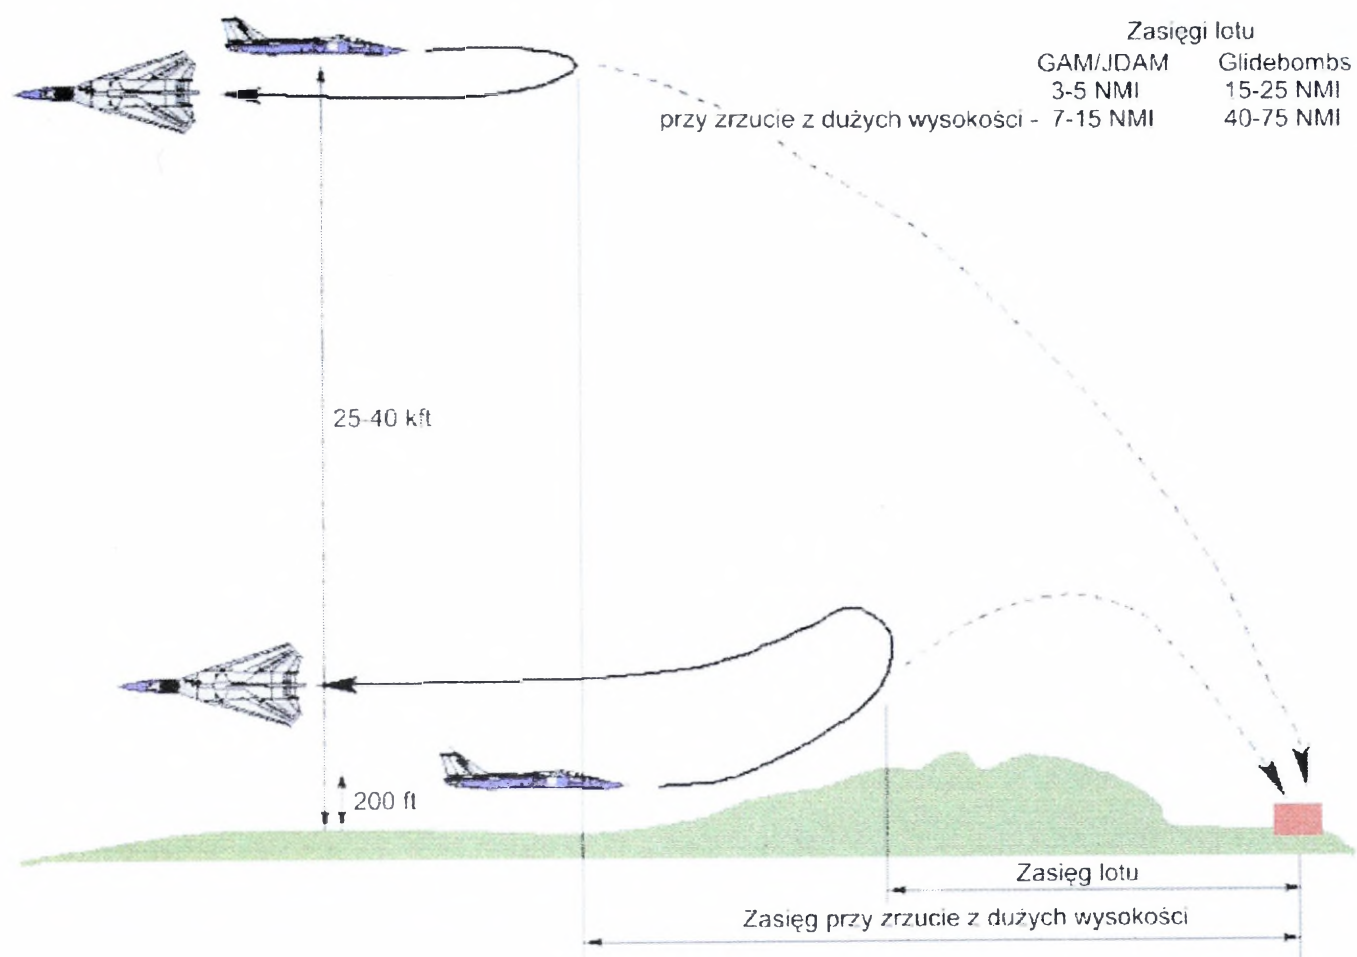 Zasięgi lotu
GAM/JDAM Glidebombs
3-5 NMI 15-25 NMI
przy zrzucie z dużych wysokości - 7-15 NMI 40-75 NMI
25-40 kft
200 ft
Zasięg lotu
Zasięg przy zrzucie z dużych wysokości